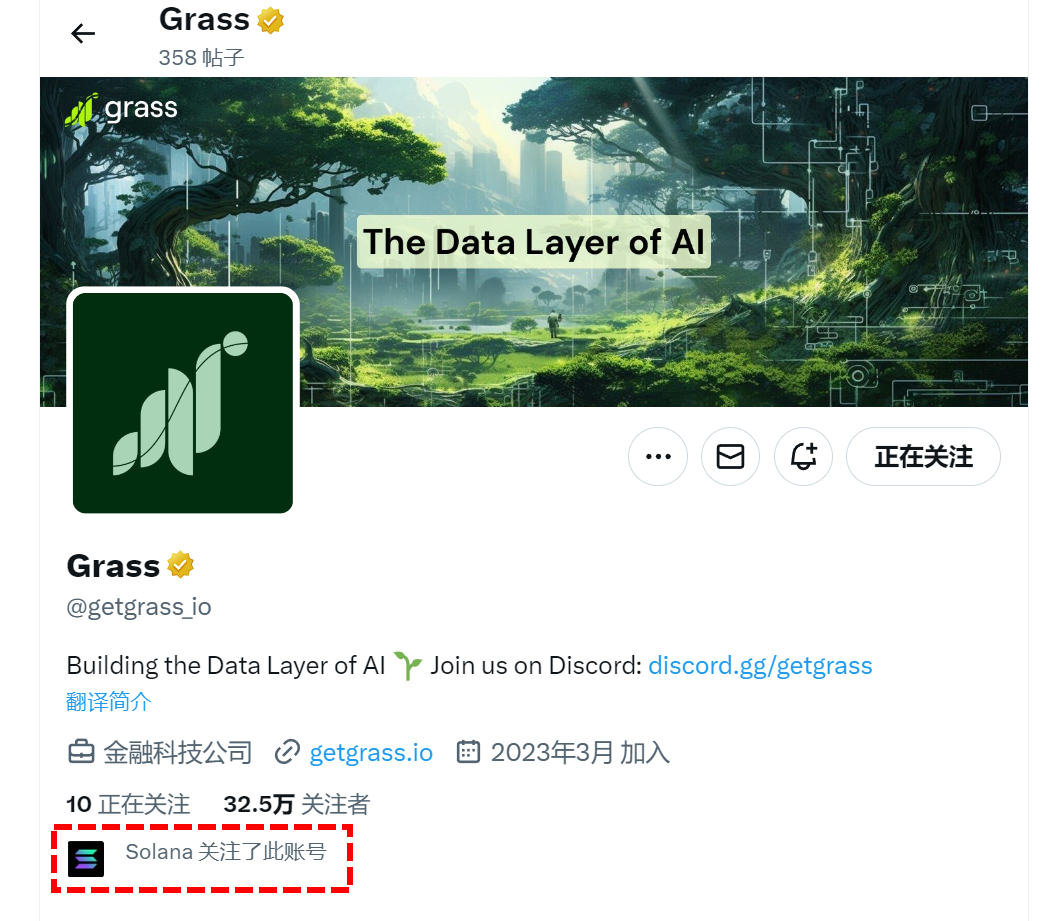 Grass
358 帖子
grass
The Data Layer of AI
正在关注
Grass
@getgrass_io
Building the Data Layer of AI 🌱 Join us on Discord: discord.gg/getgrass
翻译简介
金融科技公司 getgrass.io 2023年3月 加入
10 正在关注 32.5万 关注者
Solana 关注了此账号